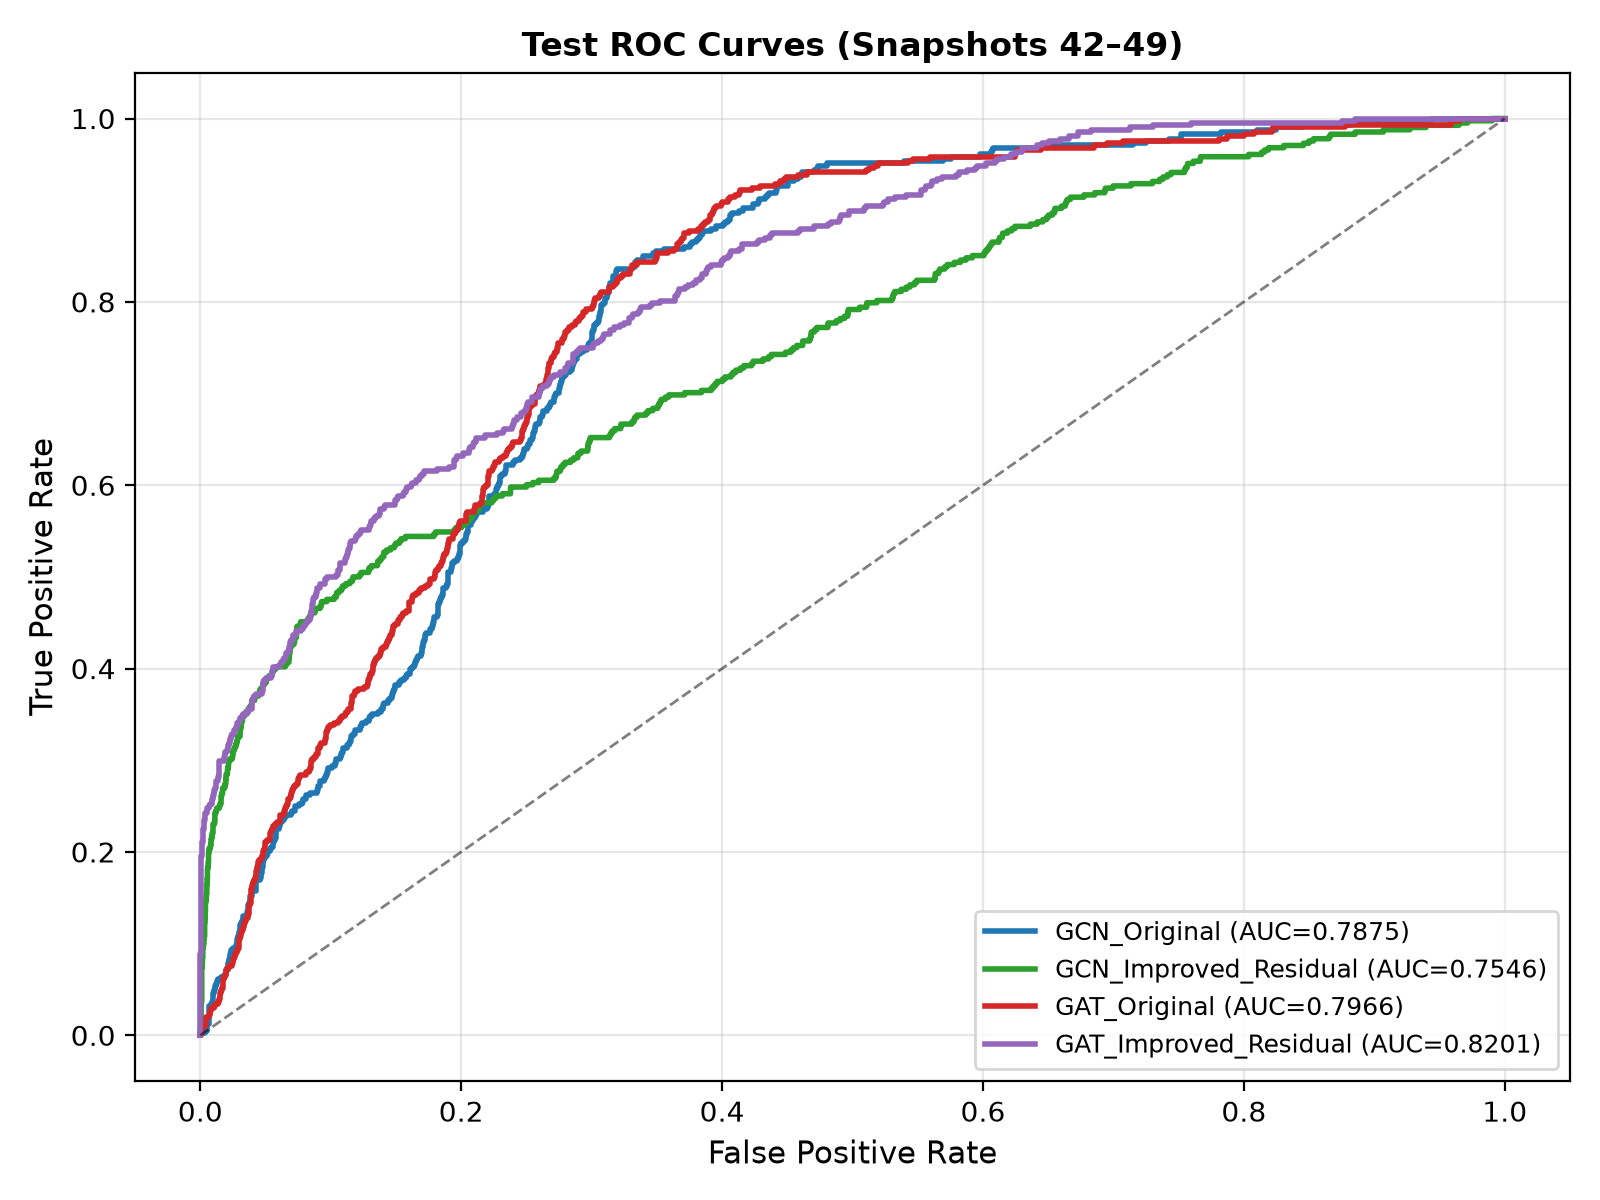 Test ROC Curves (Snapshots 42–49)
True Positive Rate
1.0
0.8
0.6
0.4
0.2
0.0
GCN_Original (AUC=0.7875)
GCN_Improved_Residual (AUC=0.7546)
GAT_Original (AUC=0.7966)
GAT_Improved_Residual (AUC=0.8201)
0.0 0.2 0.4 0.6 0.8 1.0
False Positive Rate